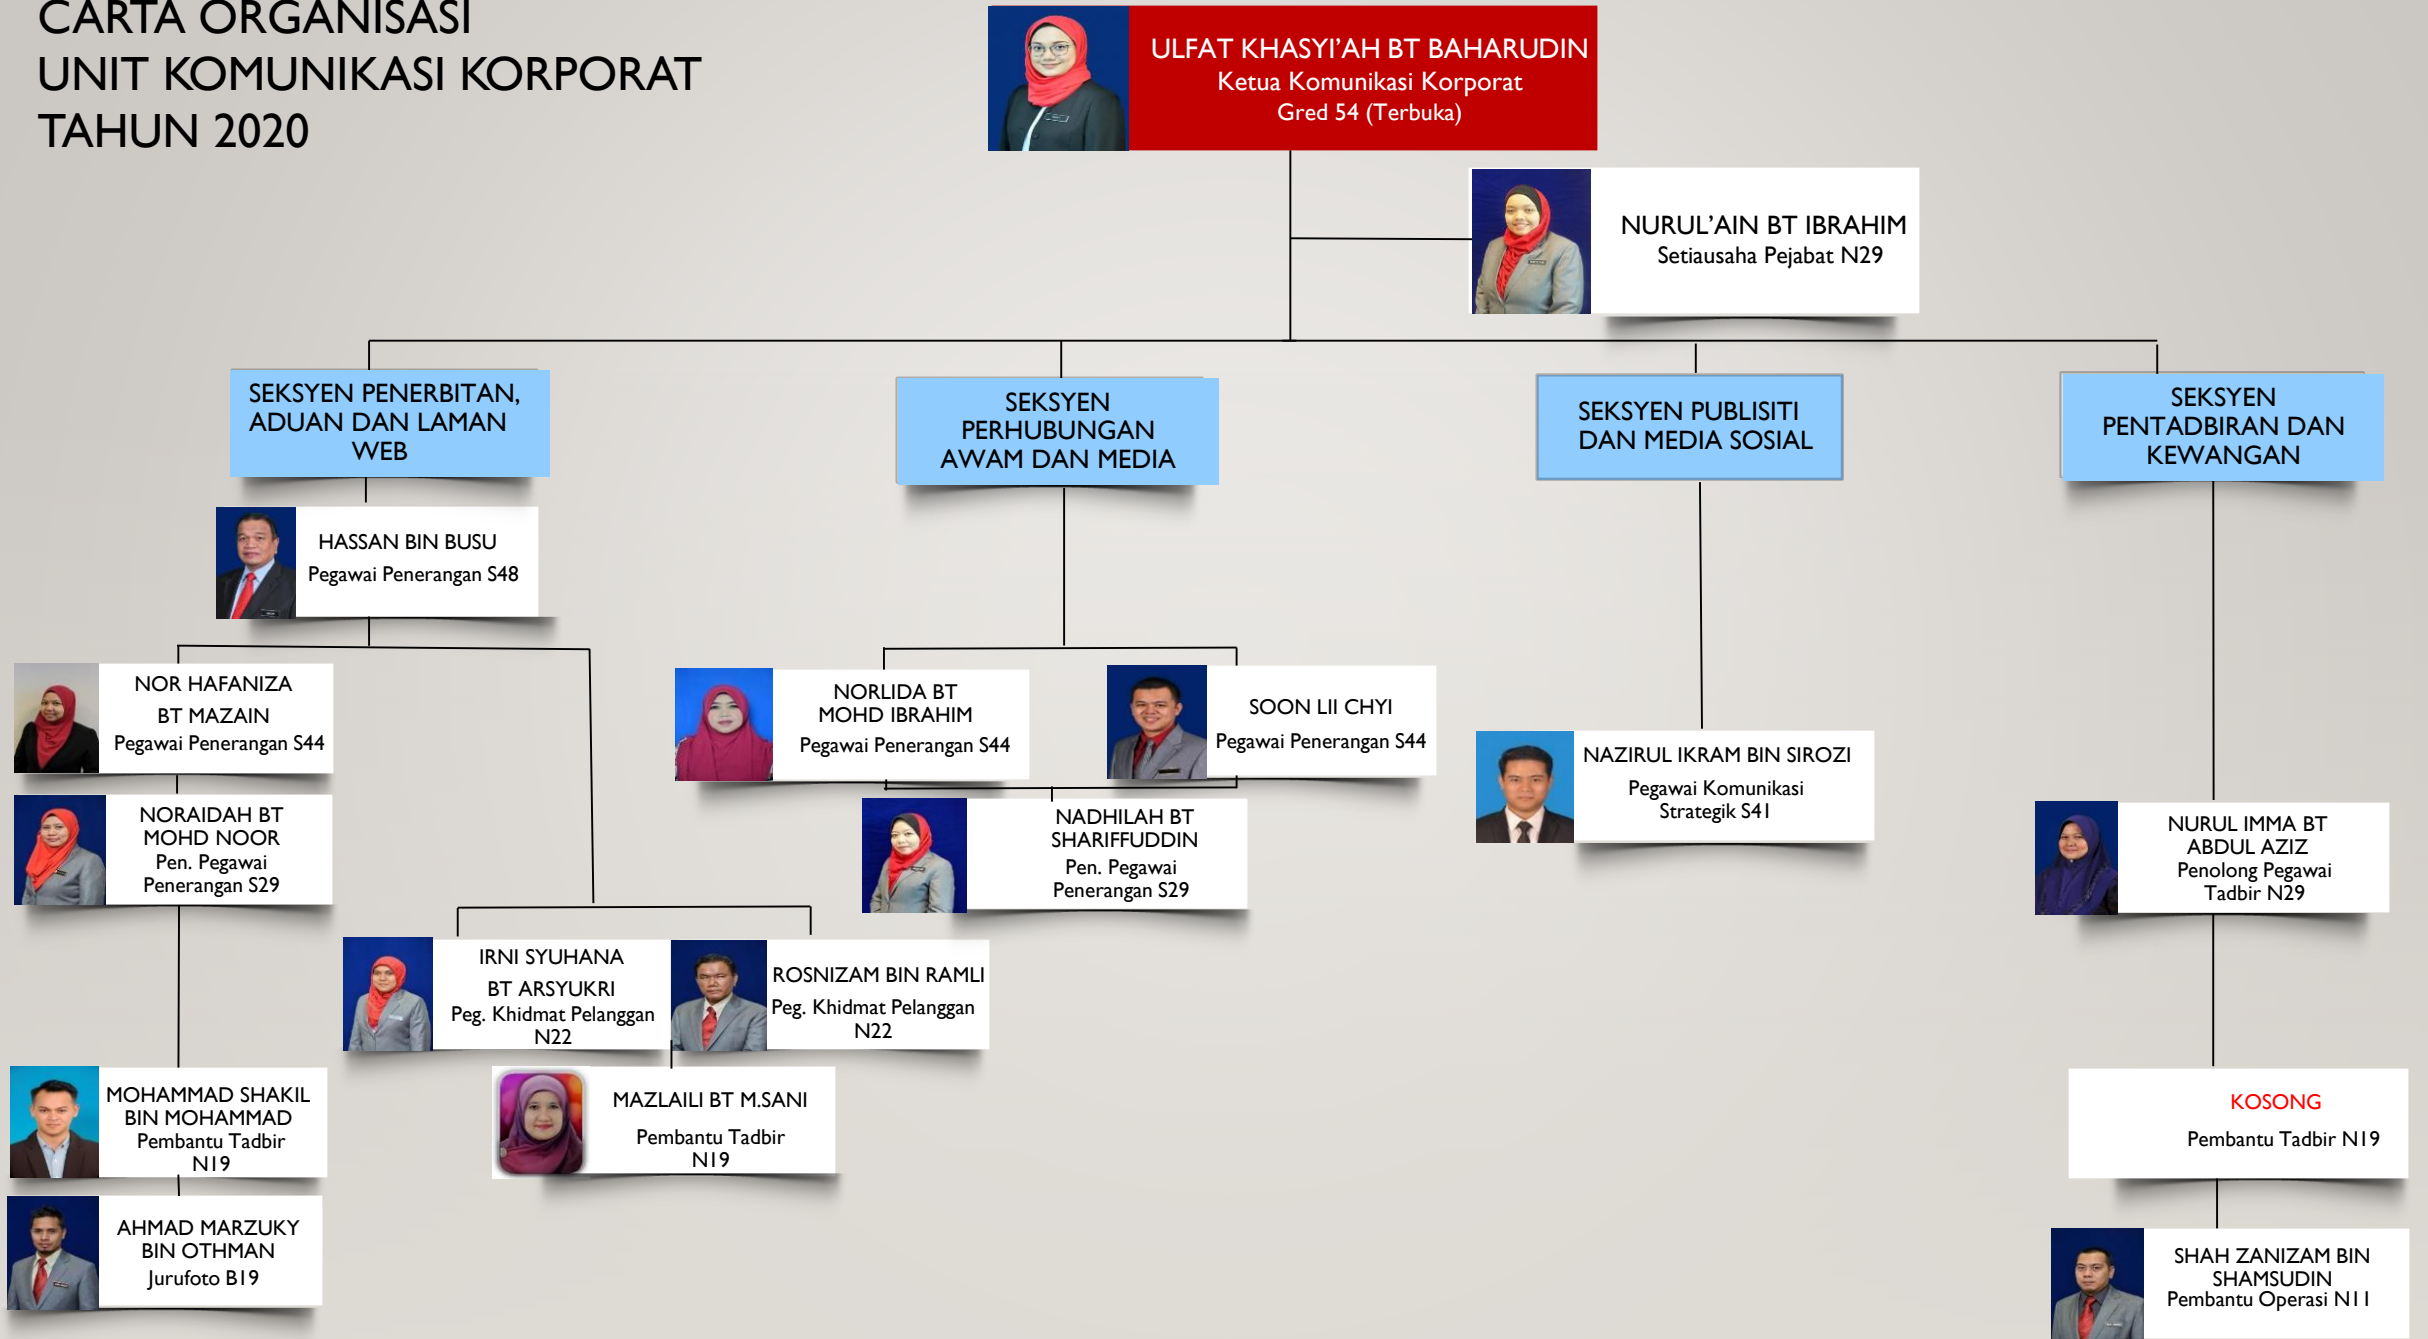 CARTA ORGANISASI
UNIT KOMUNIKASI KORPORAT
TAHUN 2020
ULFAT KHASYI'AH BT BAHARUDIN
Ketua Komunikasi Korporat
Gred 54 (Terbuka)
NURUL'AIN BT IBRAHIM
Setiausaha Pejabat N29
SEKSYEN PENERBITAN,
ADUAN DAN LAMAN
WEB
SEKSYEN
PERHUBUNGAN
AWAM DAN MEDIA
SEKSYEN PUBLISITI
DAN MEDIA SOSIAL
SEKSYEN
PENTADBIRAN DAN
KEWANGAN
HASSAN BIN BUSU
Pegawai Penerangan S48
NOR HAFANIZA
BT MAZAIN
Pegawai Penerangan S44
NORAIDAH BT
MOHD NOOR
Pen. Pegawai
Penerangan S29
IRNI SYUHANA
BT ARSYUKRI
Peg. Khidmat Pelanggan
N22
ROSNIZAM BIN RAMLI
Peg. Khidmat Pelanggan
N22
MAZLAILI BT M.SANI
Pembantu Tadbir
N19
MOHAMMAD SHAKIL
BIN MOHAMMAD
Pembantu Tadbir
N19
AHMAD MARZUKY
BIN OTHMAN
Jurufoto B19
NORLIDA BT
MOHD IBRAHIM
Pegawai Penerangan S44
SOON LII CHYI
Pegawai Penerangan S44
NADHILAH BT
SHARIFFUDDIN
Pen. Pegawai
Penerangan S29
NAZIRUL IKRAM BIN SIROZI
Pegawai Komunikasi
Strategik S41
NURUL IMMA BT
ABDUL AZIZ
Penolong Pegawai
Tadbir N29
KOSONG
Pembantu Tadbir N19
SHAH ZANIZAM BIN
SHAMSUDIN
Pembantu Operasi N11